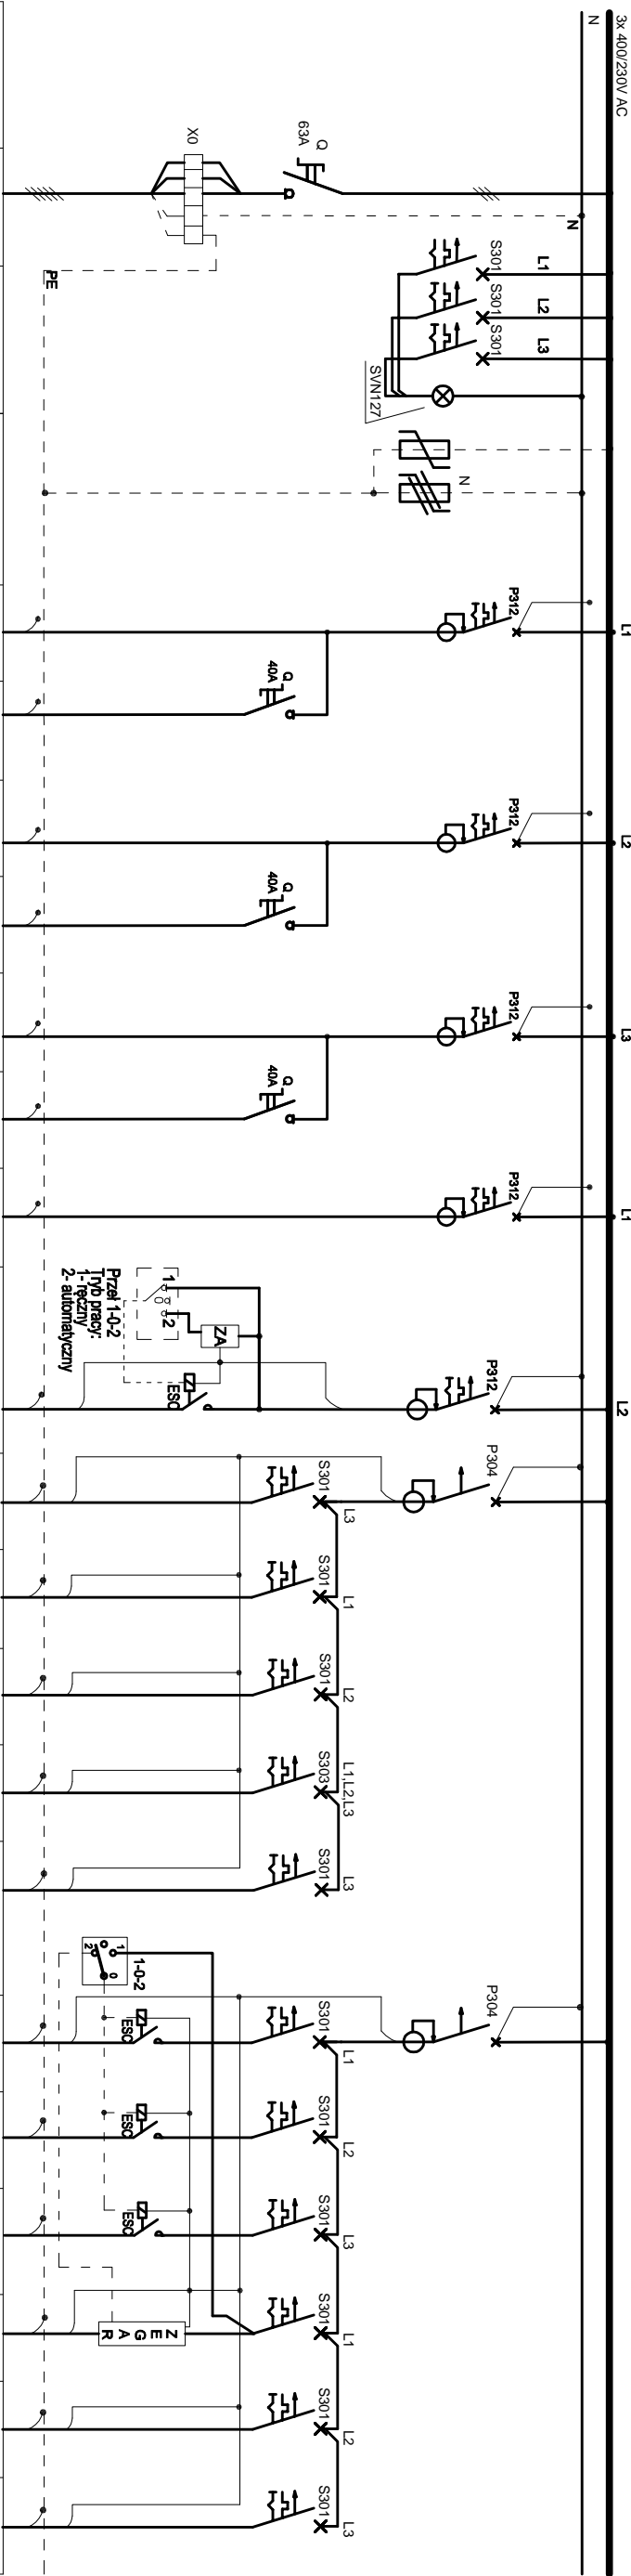 3x 400/230V AC
N
Q
63A
X0
N
PE
L1
L2
L3
S301
S301
S301
SVN127
N
L1
P312
Q
40A
L2
P312
Q
40A
L3
P312
Q
40A
L1
P312
L2
P312
1
2
ZA
ESC
Przeł 1-0-2
Tryb pracy:
1- ręczny
2- automatyczny
P304
S301
L3
S301
L1
S301
L2
S303
L1,L2,L3
S301
L3
P304
1-0-2
1
0
2
S301
L1
ESC
S301
L2
ESC
S301
L3
ESC
S301
L1
Z E G A R
S301
L2
S301
L3